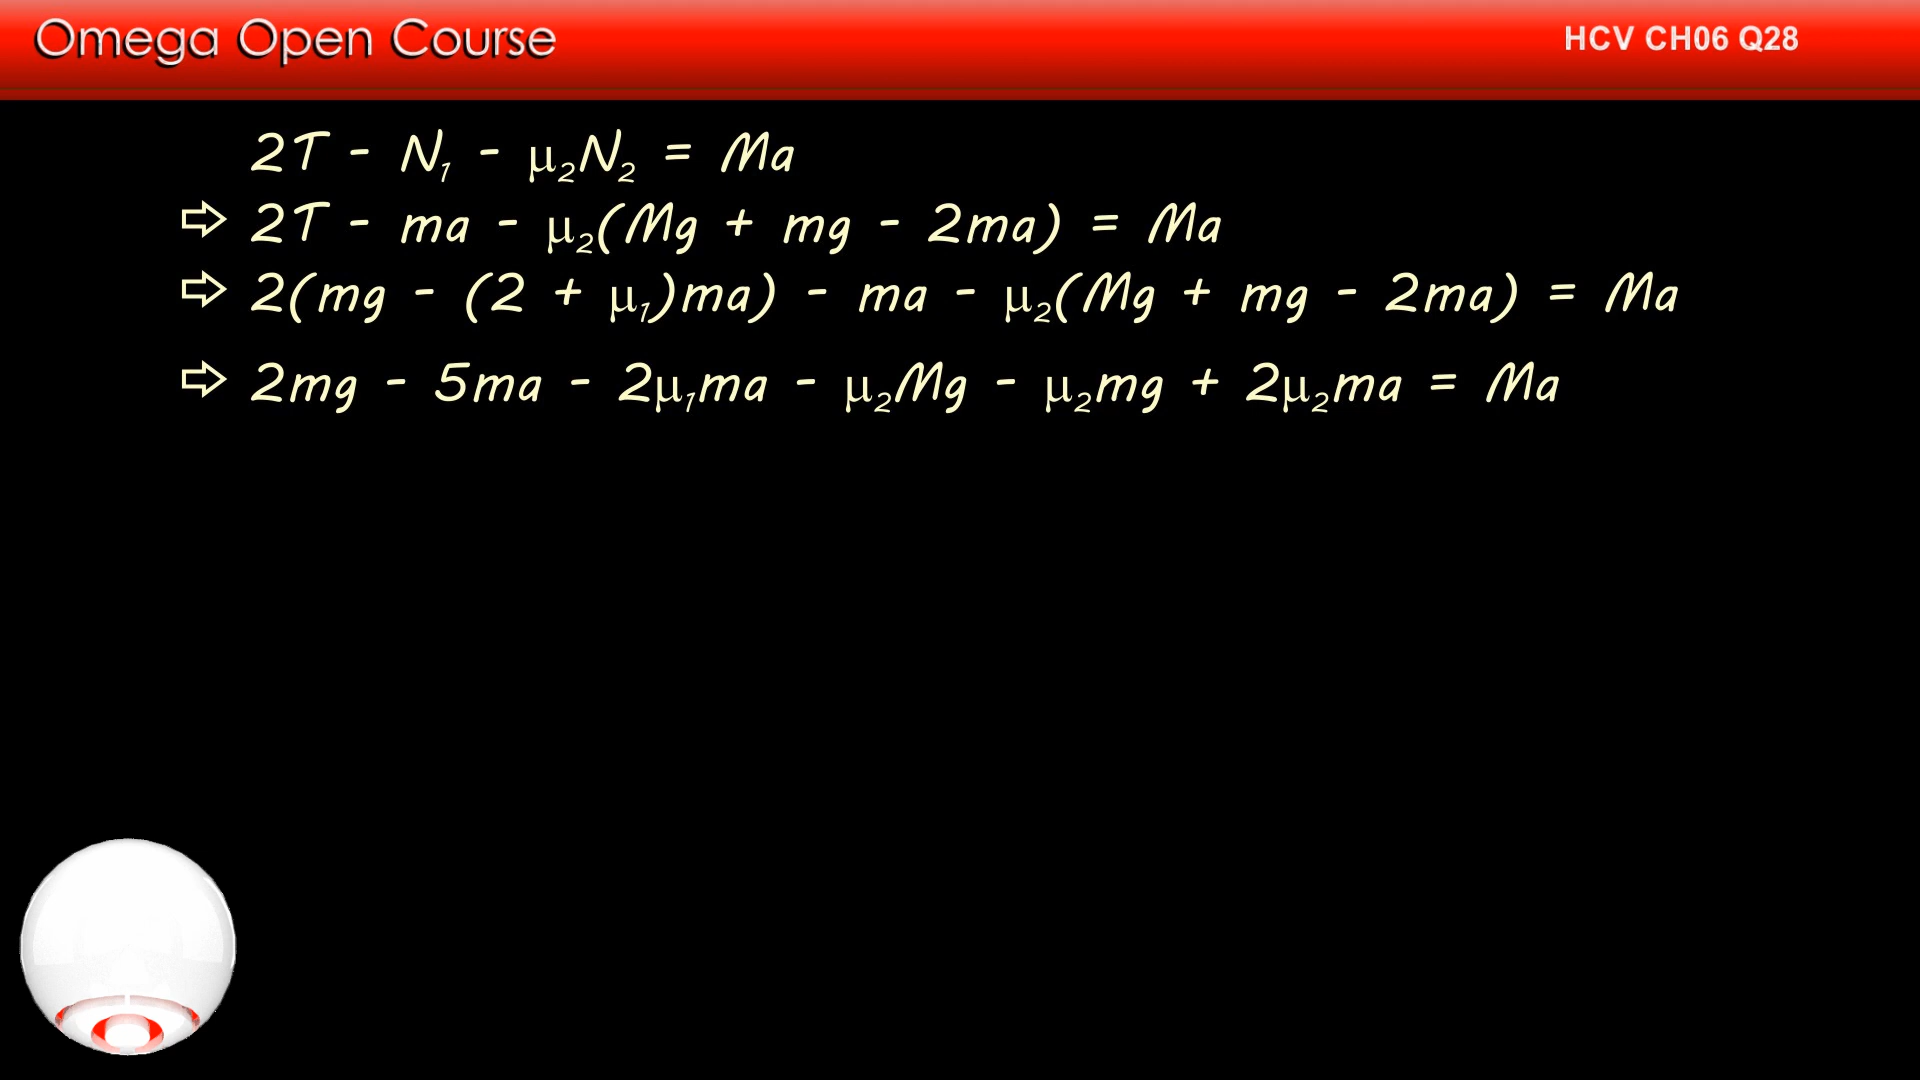 Omega Open Course
HCV CH06 Q28
2T - N₁ - μ₂N₂ = Ma
⇨ 2T - ma - μ₂(Mg + mg - 2ma) = Ma
⇨ 2(mg - (2 + μ₁)ma) - ma - μ₂(Mg + mg - 2ma) = Ma
⇨ 2mg - 5ma - 2μ₁ma - μ₂Mg - μ₂mg + 2μ₂ma = Ma